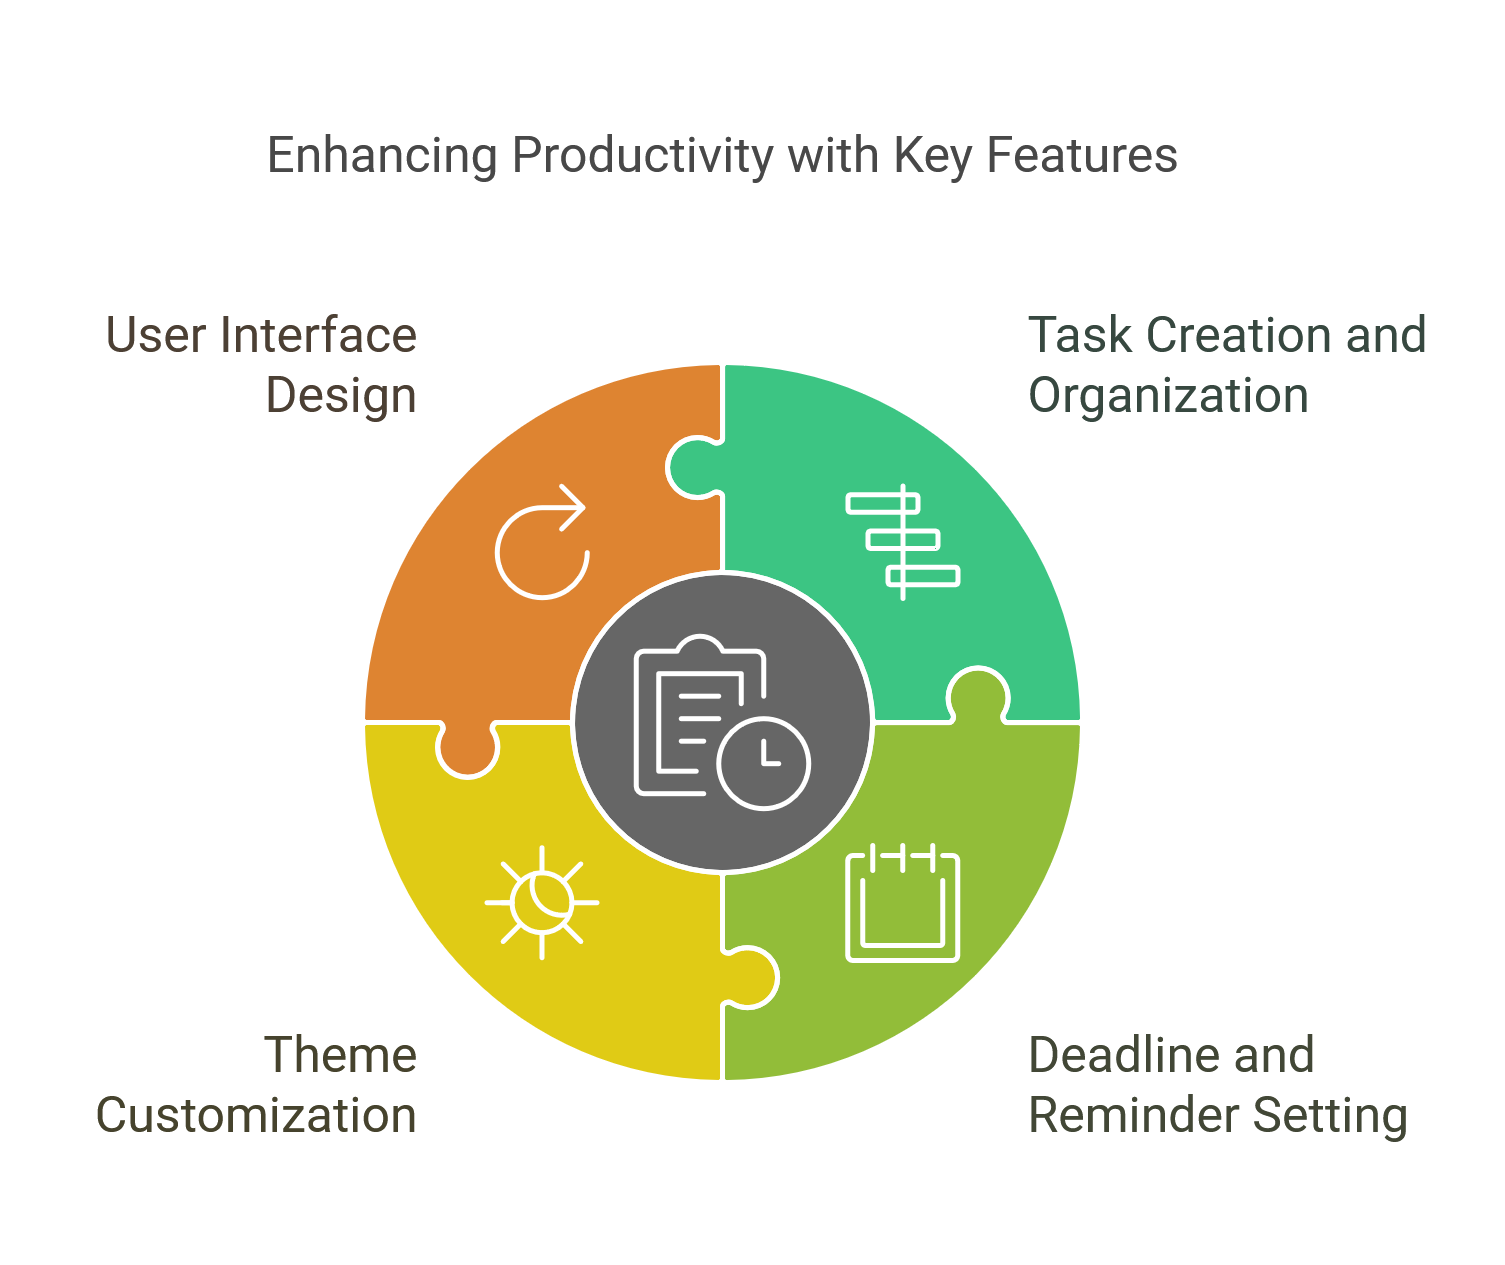 Enhancing Productivity with Key Features
User Interface
Design
Task Creation and
Organization
Theme
Customization
Deadline and
Reminder Setting